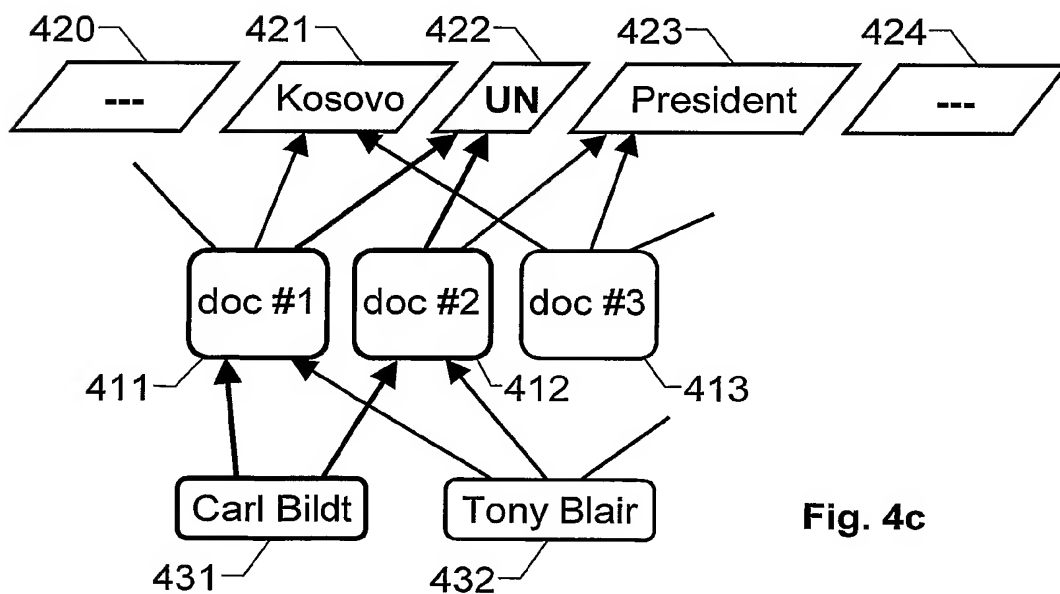 420 421 422 423 424
--- Kosovo UN President ---
doc #1 doc #2 doc #3
411 412 413
Carl Bildt Tony Blair
Fig. 4c
431 432